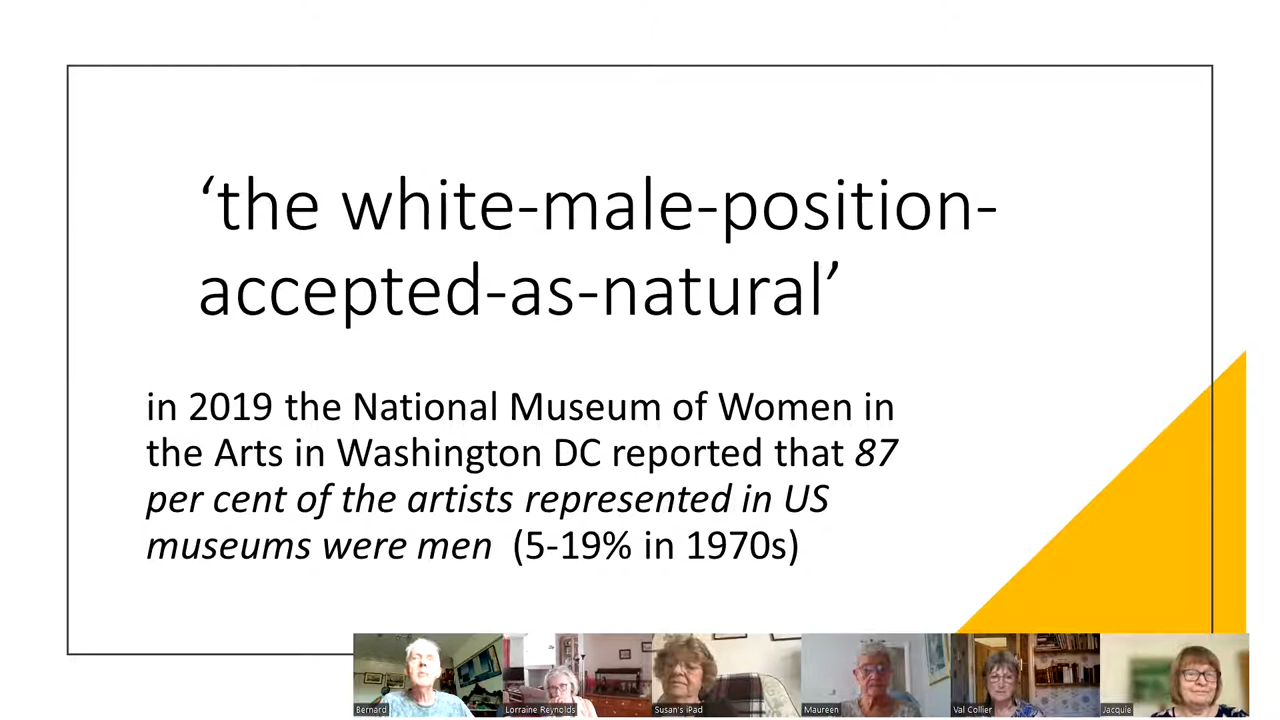 ‘the white-male-position-
accepted-as-natural’
in 2019 the National Museum of Women in
the Arts in Washington DC reported that 87
per cent of the artists represented in US
museums were men (5-19% in 1970s)
Bernard
Lorraine Reynolds
Susan's iPad
Maureen
Val Collier
Jacquie